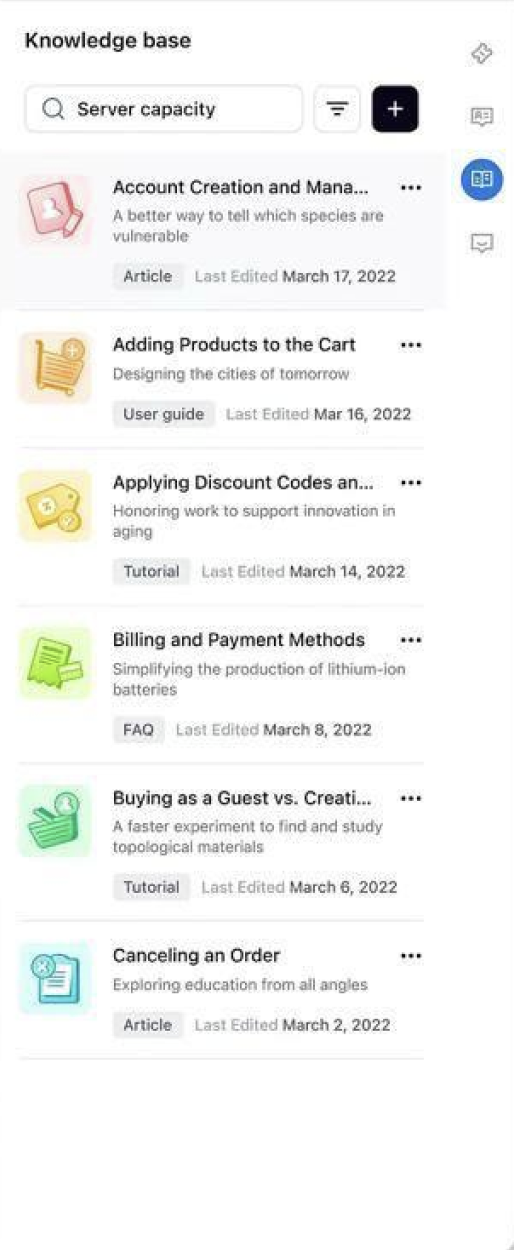 Knowledge base
Server capacity
Account Creation and Mana...
A better way to tell which species are
vulnerable
Article Last Edited March 17, 2022
Adding Products to the Cart
Designing the cities of tomorrow
User guide Last Edited Mar 16, 2022
Applying Discount Codes an...
Honoring work to support innovation in
aging
Tutorial Last Edited March 14, 2022
Billing and Payment Methods
Simplifying the production of lithium-ion
batteries
FAQ Last Edited March 8, 2022
Buying as a Guest vs. Creati...
A faster experiment to find and study
topological materials
Tutorial Last Edited March 6, 2022
Canceling an Order
Exploring education from all angles
Article Last Edited March 2, 2022